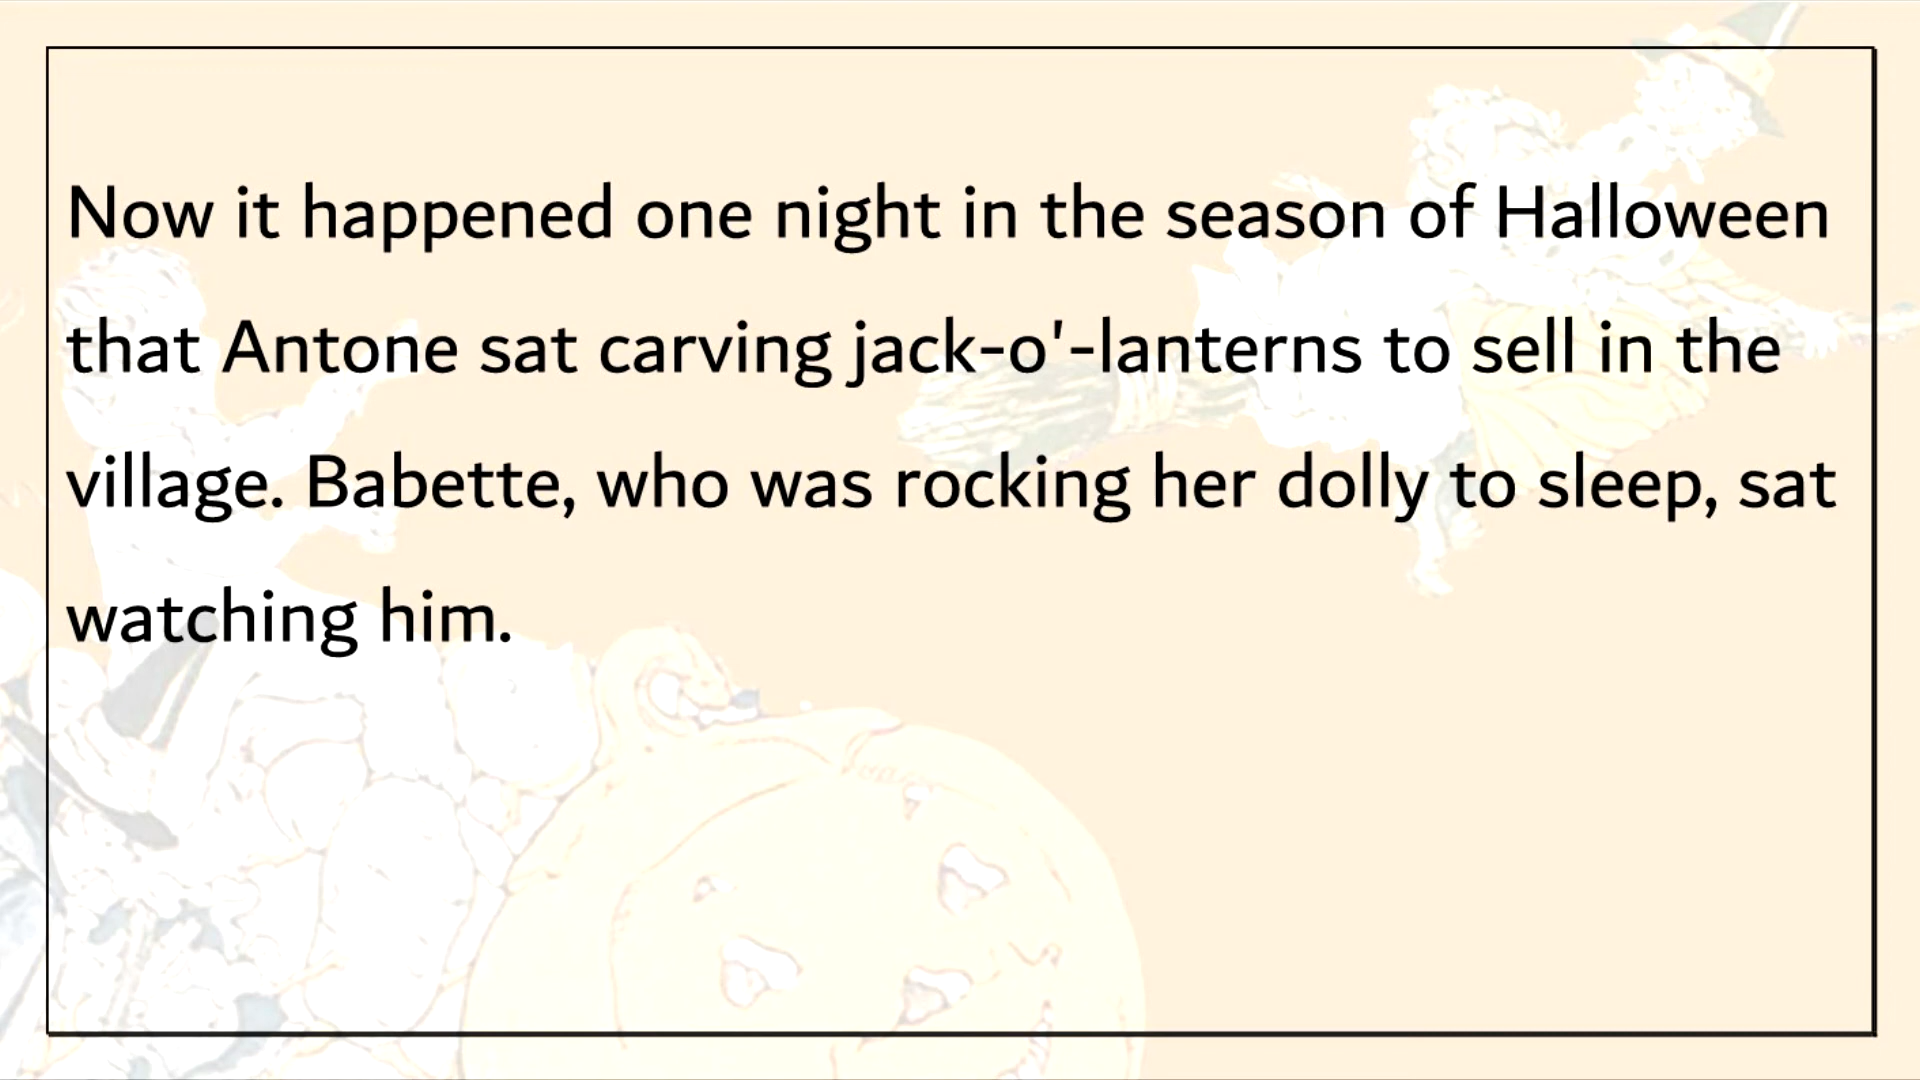 Now it happened one night in the season of Halloween
that Antone sat carving jack-o'-lanterns to sell in the
village. Babette, who was rocking her dolly to sleep, sat
watching him.